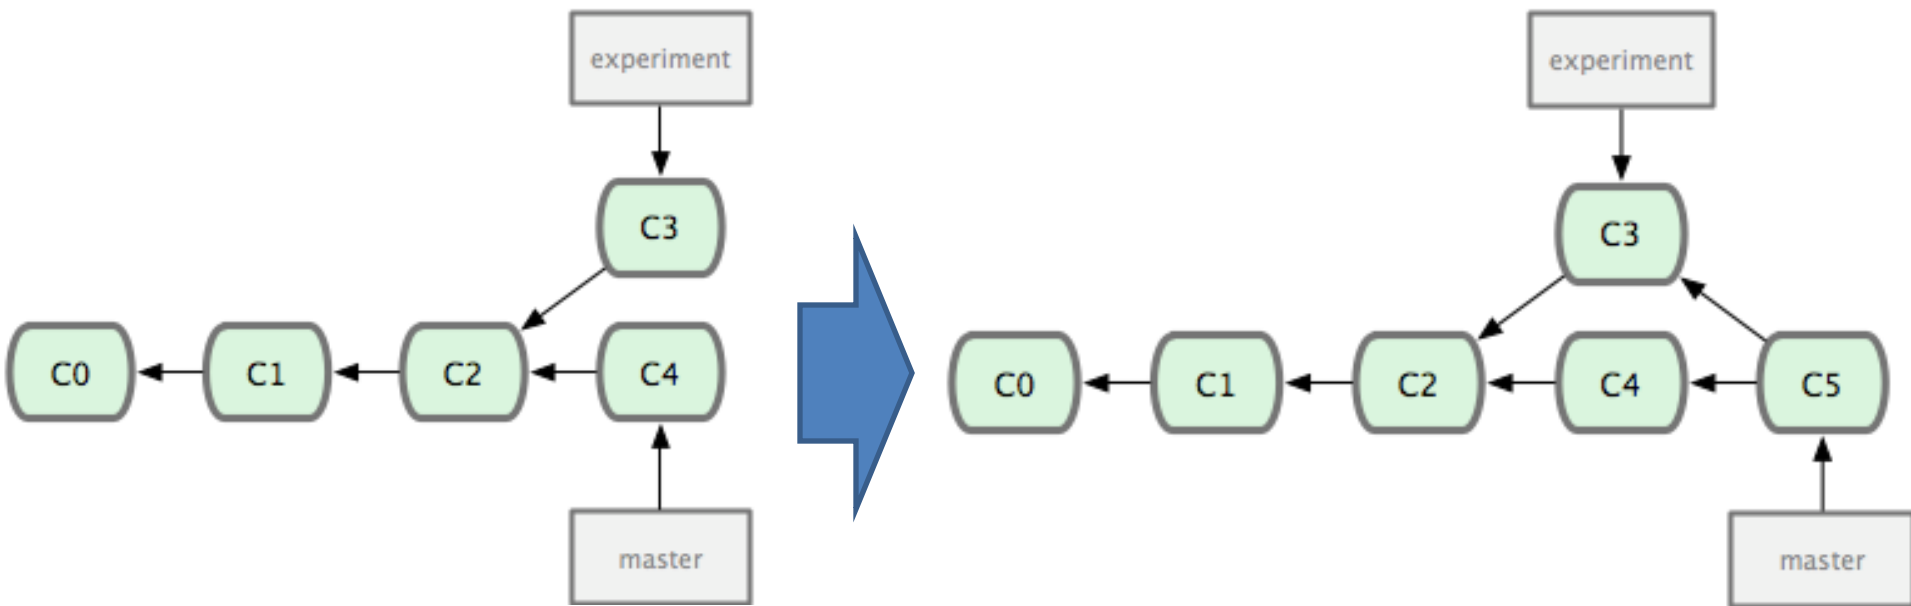 experiment
C3
C0 C1 C2 C4
master
experiment
C3
C0 C1 C2 C4 C5
master